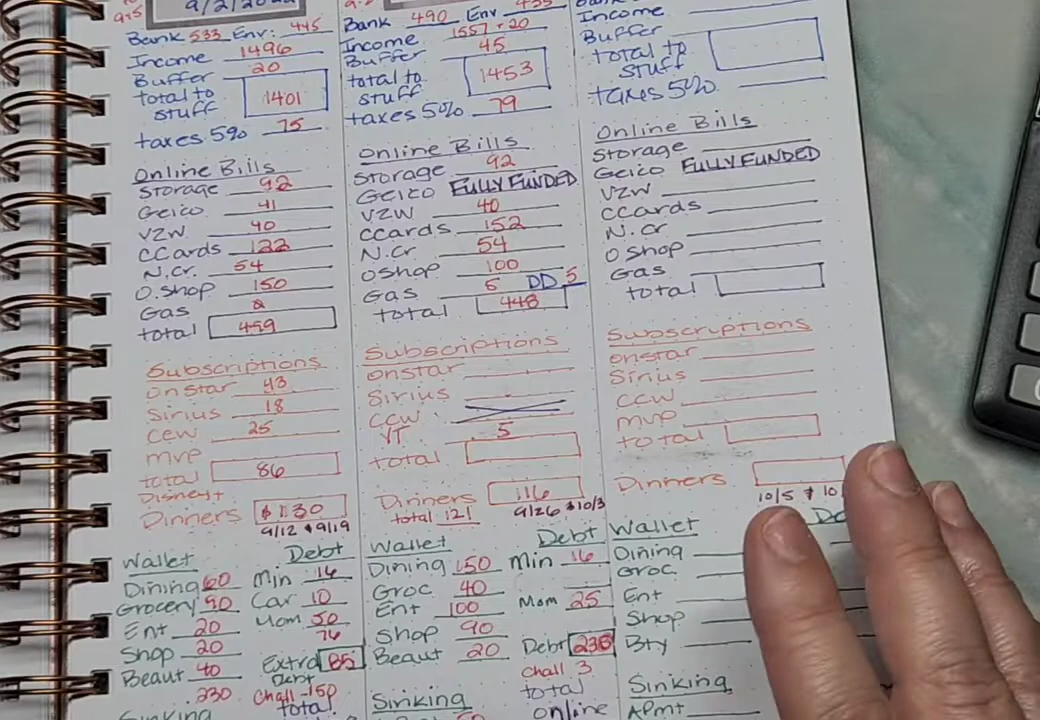 9/2/20
Bank 533 Env: 445
Income 1496
Buffer 20
total to stuff 1401
taxes 5% 75
Online Bills
Storage 92
Geico 41
VZW 40
CCards 122
N.Cr. 54
O.Shop 150
Gas
total 499
Subscriptions
onstar 43
Sirius 18
CCW 25
mvp
total 86
Disney+
Dinners $130
9/12 & 9/19
Wallet
Dining 60
Grocery 90
Ent 20
Shop 20
Beaut 40
230
Debt
Min 16
Car 10
Mom 50
76
Extra Debt 85
Chall -150
total
Sinking
Bank 490 Env 435
Income 1557+20
Buffer 45
total to stuff 1453
taxes 5% 79
Online Bills
Storage 92
Geico FULLY FUNDED
VZW 40
CCards 152
N.Cr 54
OShop 100
Gas 5 DD 5
total 448
Subscriptions
onstar
Sirius
CCW
YT 5
total
Dinners 116
total 121
9/26 & 10/3
Wallet
Dining 150
Groc 40
Ent 100
Shop 90
Beaut 20
Debt
Min 16
Mom 25
Debt
Chall 3
total
online
Sinking
Income
Buffer
total to stuff
taxes 5%
Online Bills
Storage
Geico FULLY FUNDED
VZW
CCards
N.Cr
O Shop
Gas
total
Subscriptions
onstar
Sirius
CCW
mvp
total
Dinners
10/5 & 10/
Wallet
Dining
Groc
Ent
Shop
Bty
Sinking
APmt